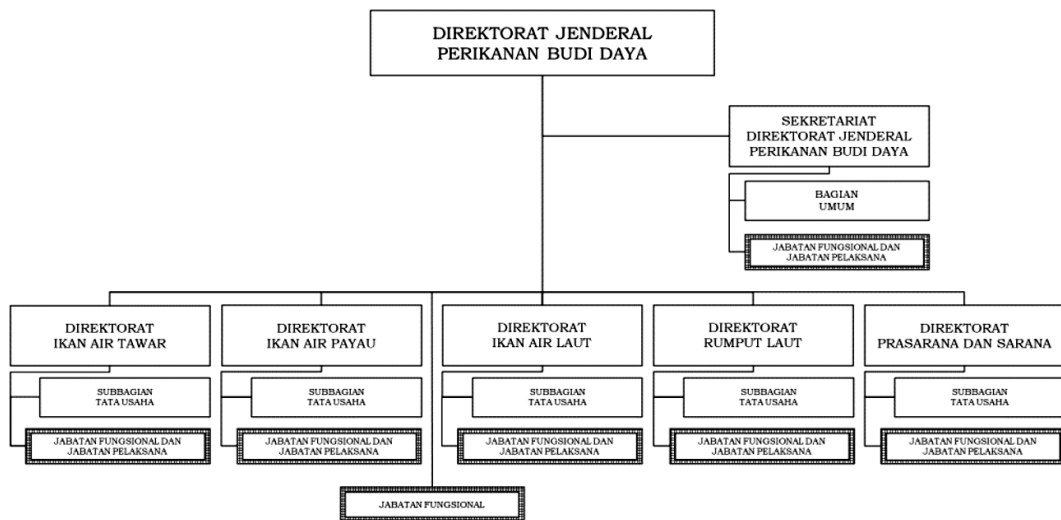 DIREKTORAT JENDERAL
PERIKANAN BUDI DAYA
SEKRETARIAT
DIREKTORAT JENDERAL
PERIKANAN BUDI DAYA
BAGIAN
UMUM
JABATAN FUNGSIONAL DAN
JABATAN PELAKSANA
DIREKTORAT
IKAN AIR TAWAR
SUBBAGIAN
TATA USAHA
JABATAN FUNGSIONAL DAN
JABATAN PELAKSANA
DIREKTORAT
IKAN AIR PAYAU
SUBBAGIAN
TATA USAHA
JABATAN FUNGSIONAL DAN
JABATAN PELAKSANA
DIREKTORAT
IKAN AIR LAUT
SUBBAGIAN
TATA USAHA
JABATAN FUNGSIONAL DAN
JABATAN PELAKSANA
DIREKTORAT
RUMPUT LAUT
SUBBAGIAN
TATA USAHA
JABATAN FUNGSIONAL DAN
JABATAN PELAKSANA
DIREKTORAT
PRASARANA DAN SARANA
SUBBAGIAN
TATA USAHA
JABATAN FUNGSIONAL DAN
JABATAN PELAKSANA
JABATAN FUNGSIONAL